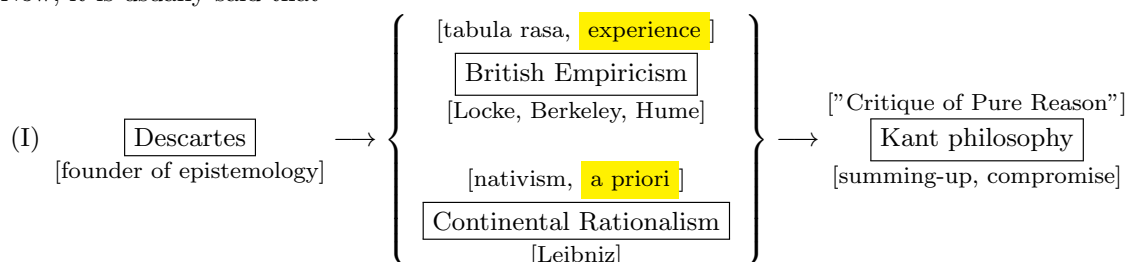 Now, it is usually said that
[tabula rasa, experience]
British Empiricism
[Locke, Berkeley, Hume]
["Critique of Pure Reason"]
(I) Descartes ⟶ ⟶ Kant philosophy
[founder of epistemology]
[summing-up, compromise]
[nativism, a priori]
Continental Rationalism
[Leibniz]